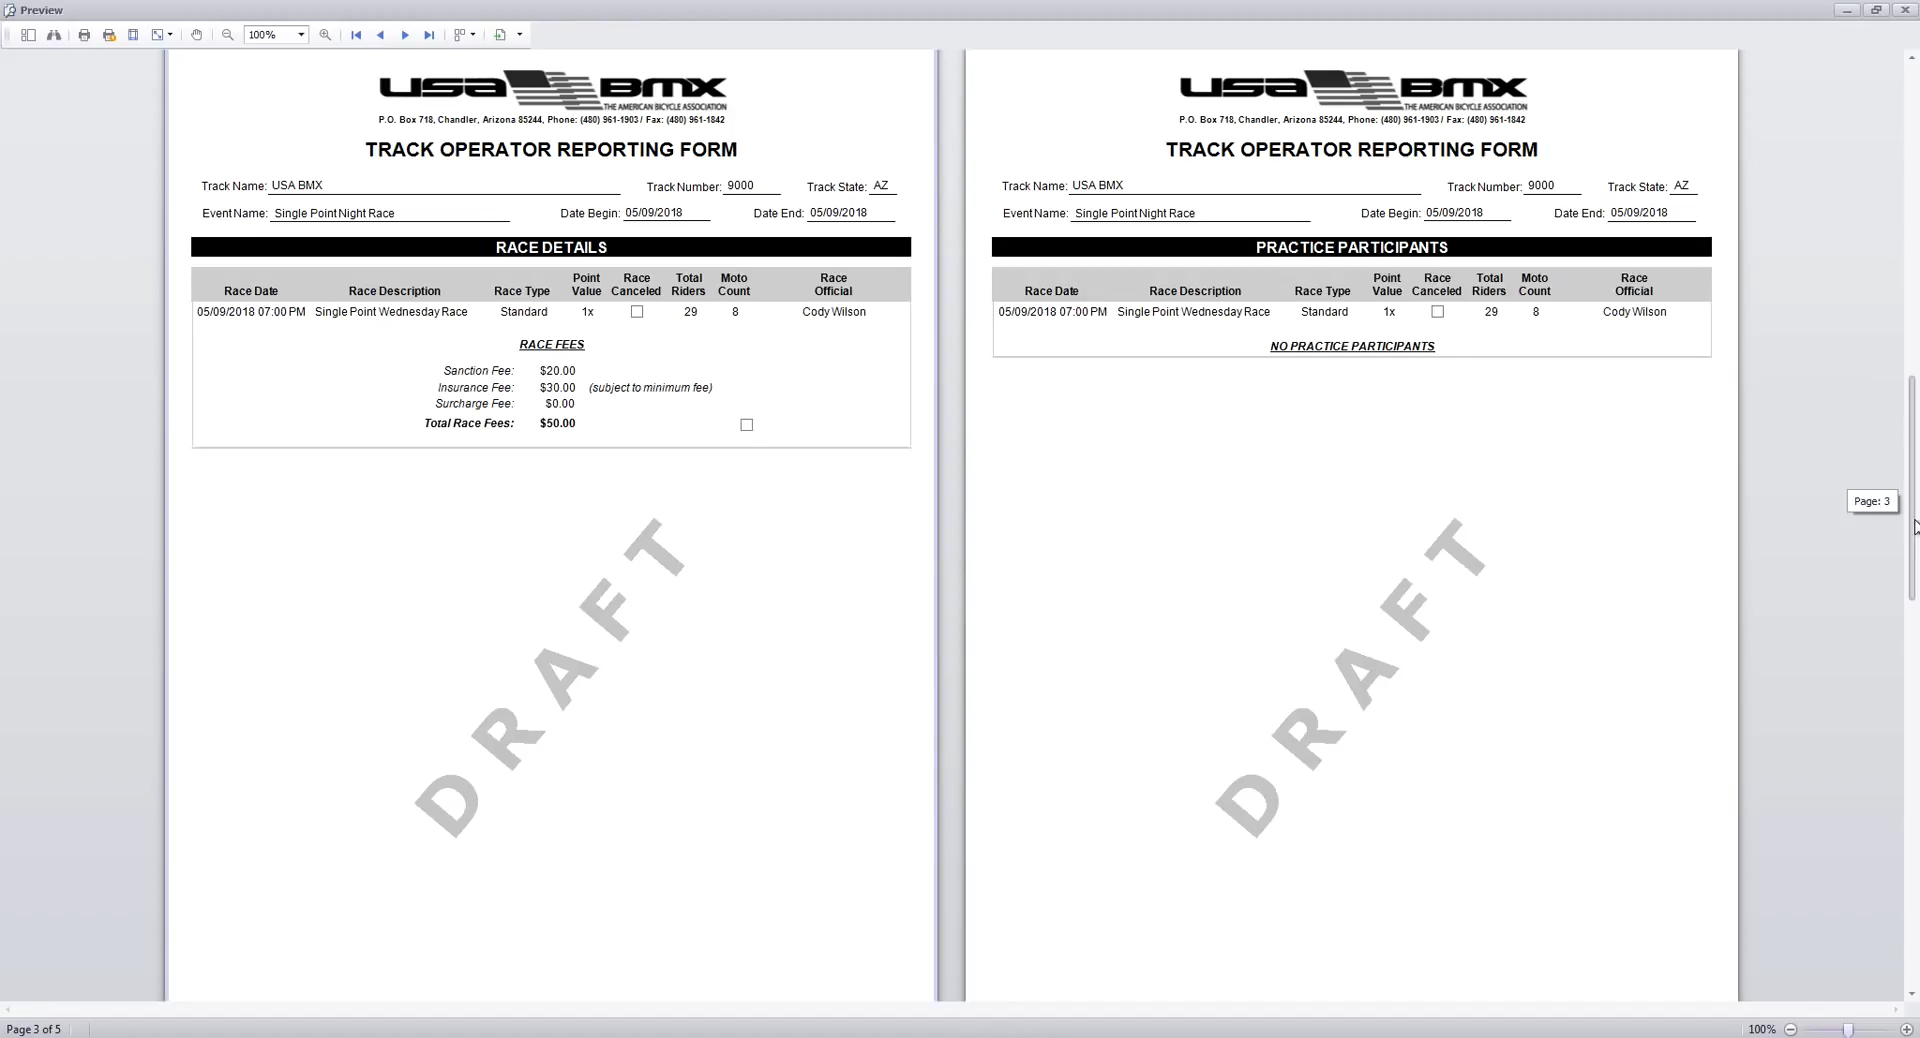 Preview
100%
USA BMX
THE AMERICAN BICYCLE ASSOCIATION
P.O. Box 718, Chandler, Arizona 85244, Phone: (480) 961-1903 / Fax: (480) 961-1842
TRACK OPERATOR REPORTING FORM
Track Name: USA BMX Track Number: 9000 Track State: AZ
Event Name: Single Point Night Race Date Begin: 05/09/2018 Date End: 05/09/2018
RACE DETAILS
Race Date Race Description Race Type Point Value Race Canceled Total Riders Moto Count Race Official
05/09/2018 07:00 PM Single Point Wednesday Race Standard 1x 29 8 Cody Wilson
RACE FEES
Sanction Fee: $20.00
Insurance Fee: $30.00 (subject to minimum fee)
Surcharge Fee: $0.00
Total Race Fees: $50.00
DRAFT
USA BMX
THE AMERICAN BICYCLE ASSOCIATION
P.O. Box 718, Chandler, Arizona 85244, Phone: (480) 961-1903 / Fax: (480) 961-1842
TRACK OPERATOR REPORTING FORM
Track Name: USA BMX Track Number: 9000 Track State: AZ
Event Name: Single Point Night Race Date Begin: 05/09/2018 Date End: 05/09/2018
PRACTICE PARTICIPANTS
Race Date Race Description Race Type Point Value Race Canceled Total Riders Moto Count Race Official
05/09/2018 07:00 PM Single Point Wednesday Race Standard 1x 29 8 Cody Wilson
NO PRACTICE PARTICIPANTS
DRAFT
Page: 3
Page 3 of 5
100%